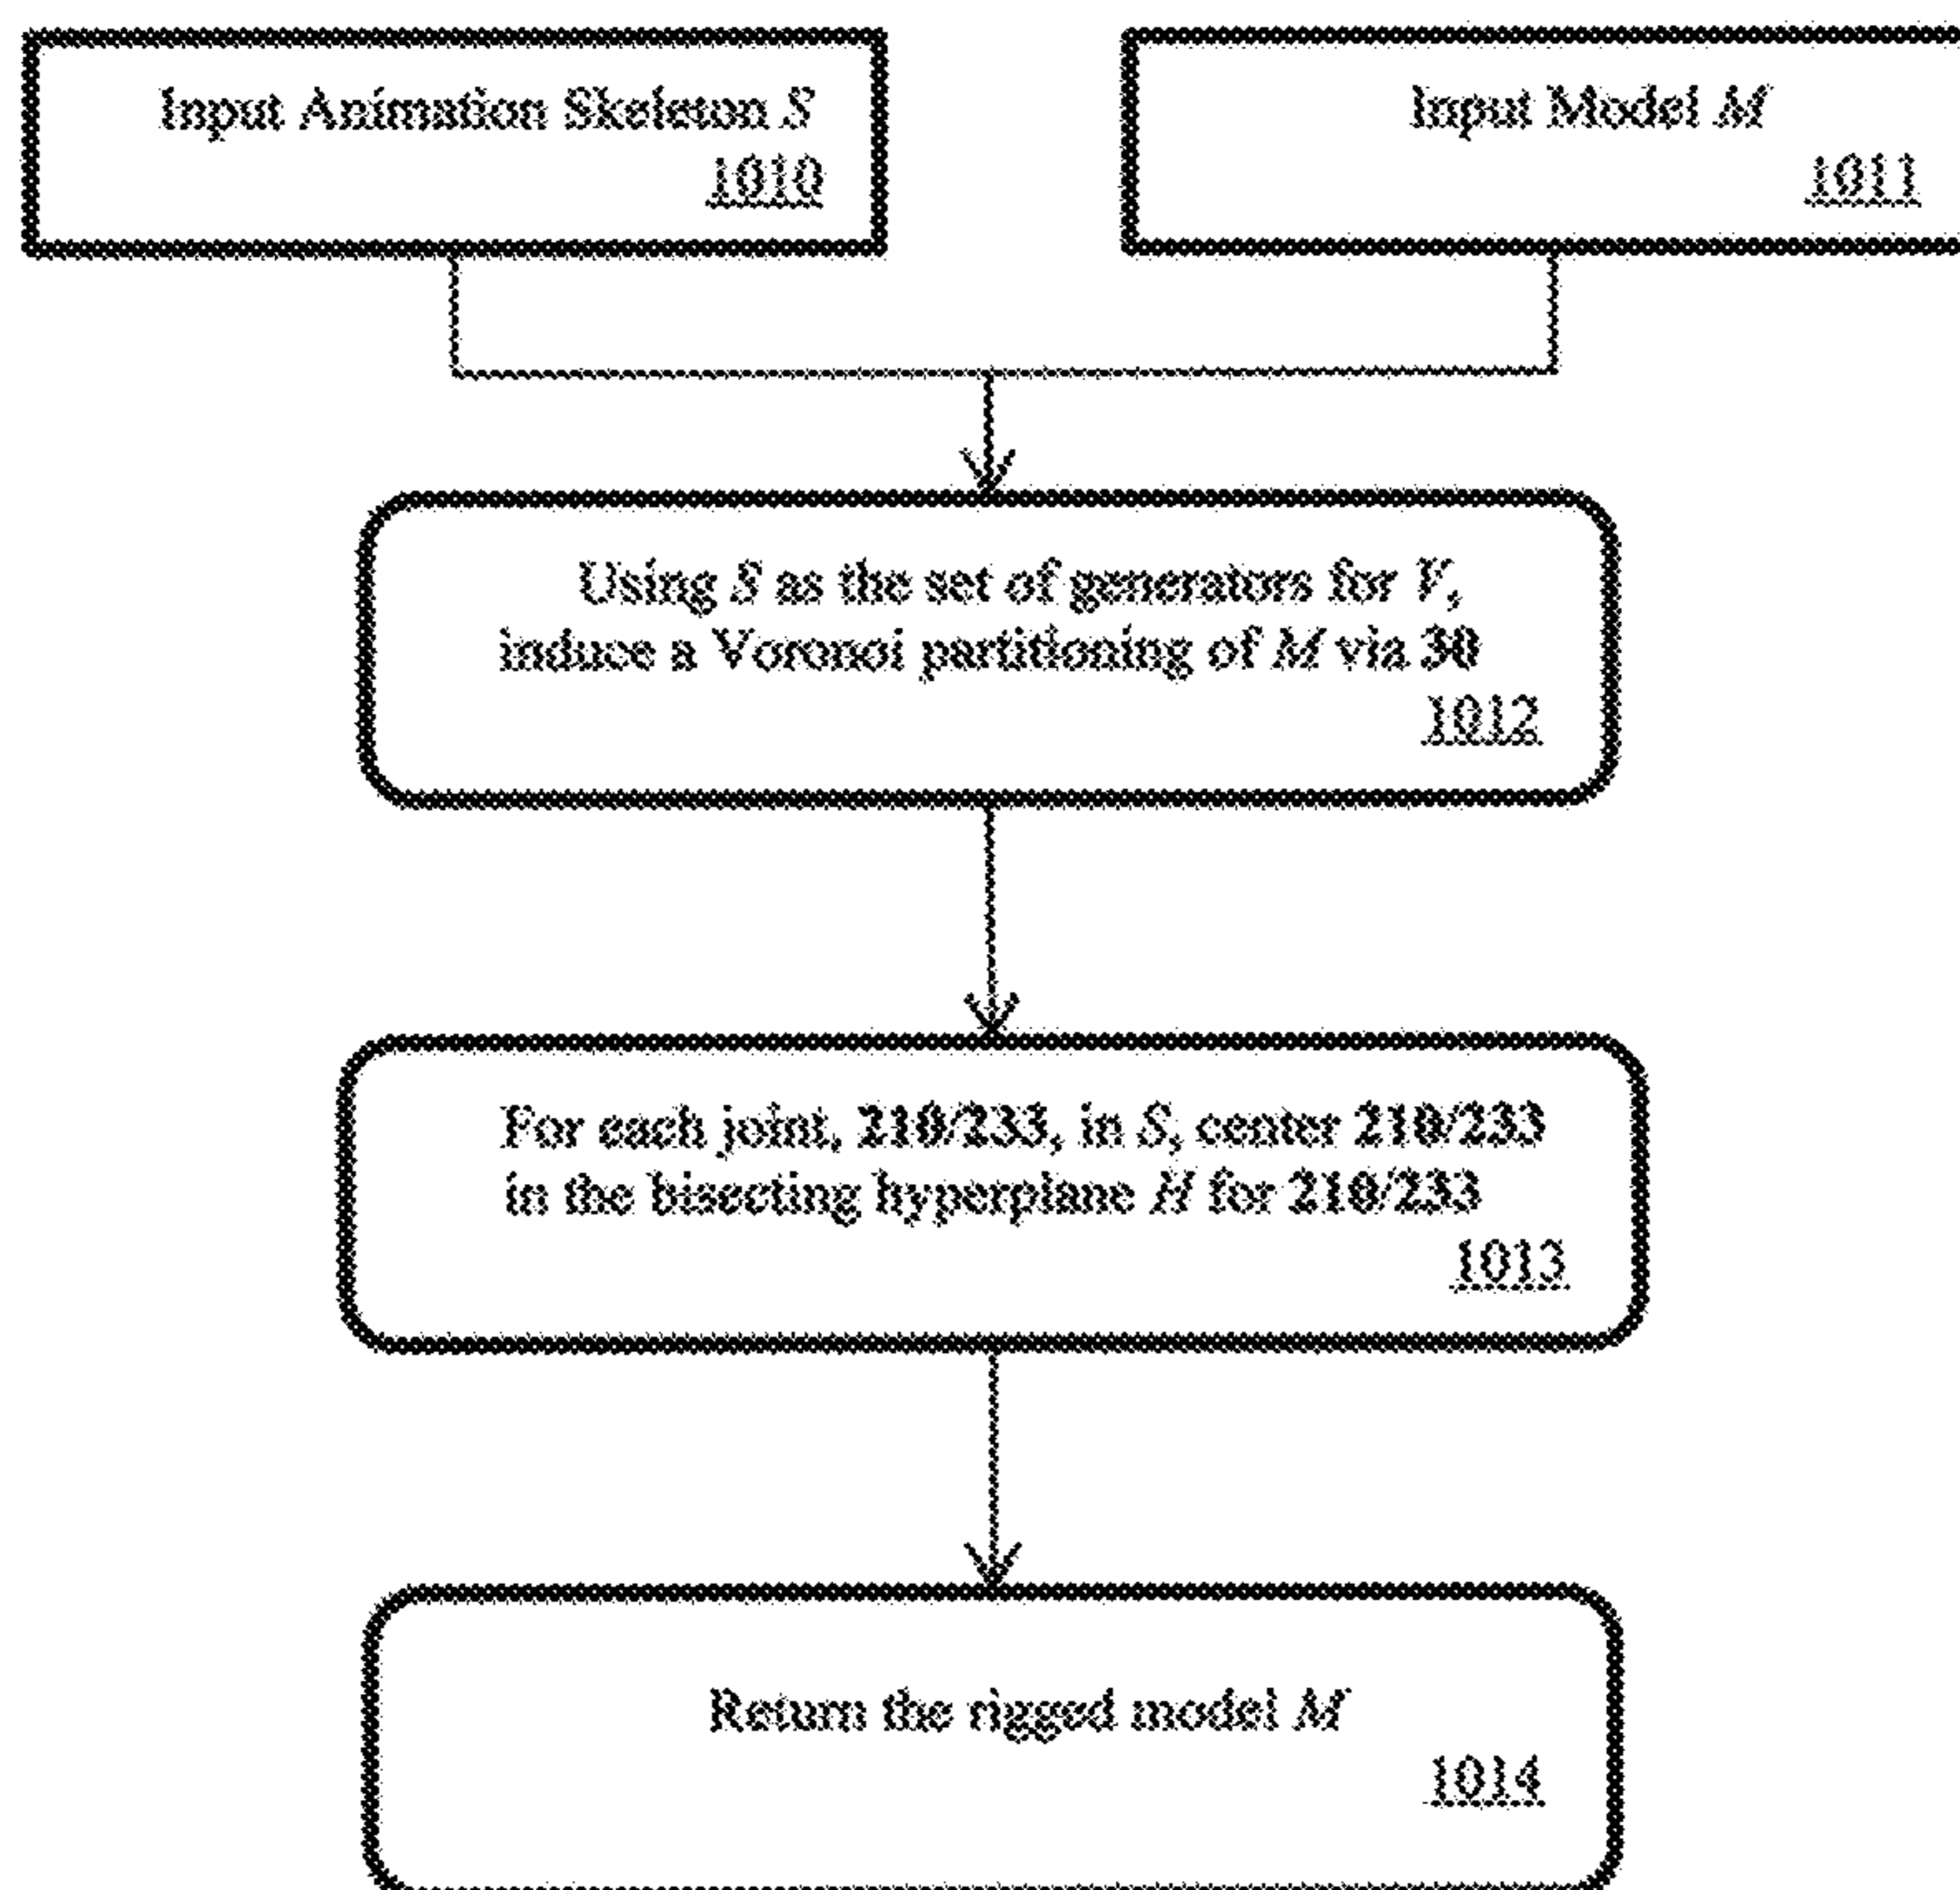 Input Animation Skeleton S
1010
Input Model M
1011
Using S as the set of generators for V,
induce a Voronoi partitioning of M via 30
1012
For each joint, 210/233, in S, center 210/233
in the bisecting hyperplane H for 210/233
1013
Return the rigged model M
1014